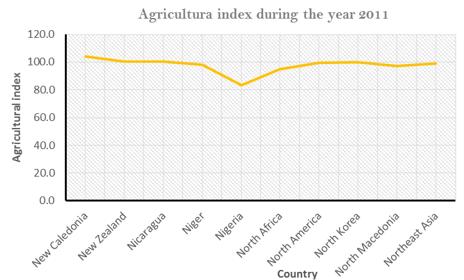 Agricultura index during the year 2011
120.0
100.0
80.0
60.0
40.0
20.0
0.0
Agricultural index
New Caledonia
New Zealand
Nicaragua
Niger
Nigeria
North Africa
North America
North Korea
North Macedonia
Northeast Asia
Country